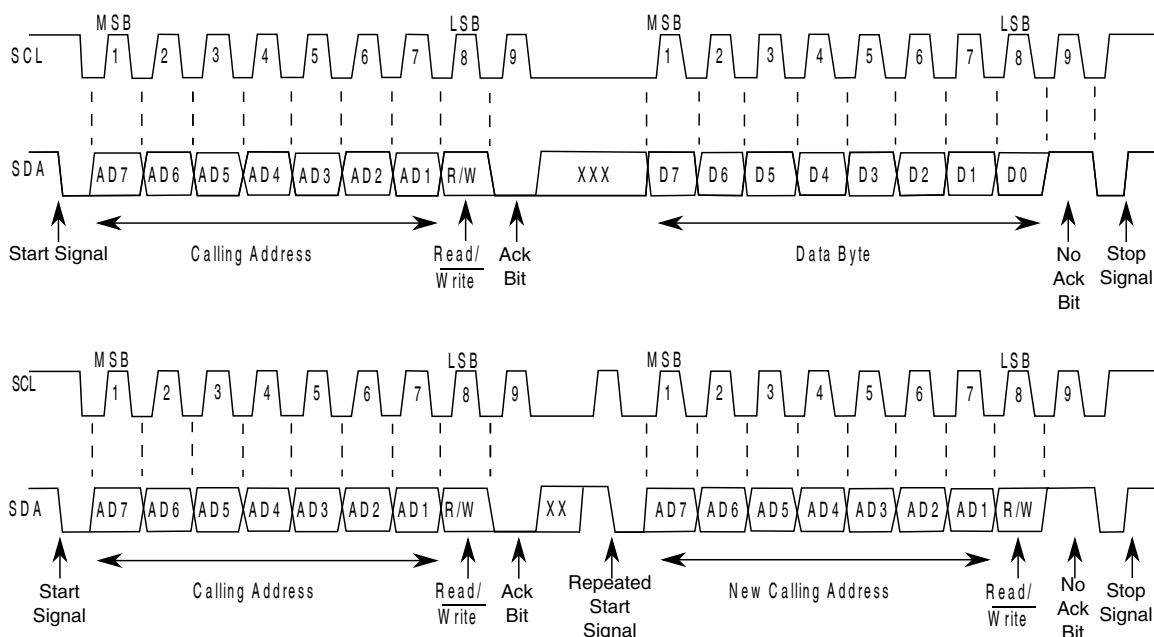 MSB LSB MSB LSB
SCL 1 2 3 4 5 6 7 8 9 1 2 3 4 5 6 7 8 9
SDA AD7 AD6 AD5 AD4 AD3 AD2 AD1 R/W XXX D7 D6 D5 D4 D3 D2 D1 D0
Start Signal Calling Address Read/ Ack Data Byte No Stop
Write Bit Ack Signal
Bit
MSB LSB MSB LSB
SCL 1 2 3 4 5 6 7 8 9 1 2 3 4 5 6 7 8 9
SDA AD7 AD6 AD5 AD4 AD3 AD2 AD1 R/W XX AD7 AD6 AD5 AD4 AD3 AD2 AD1 R/W
Start Calling Address Read/ Ack Repeated New Calling Address Read/ No Stop
Signal Write Bit Start Write Ack Signal
Signal Bit